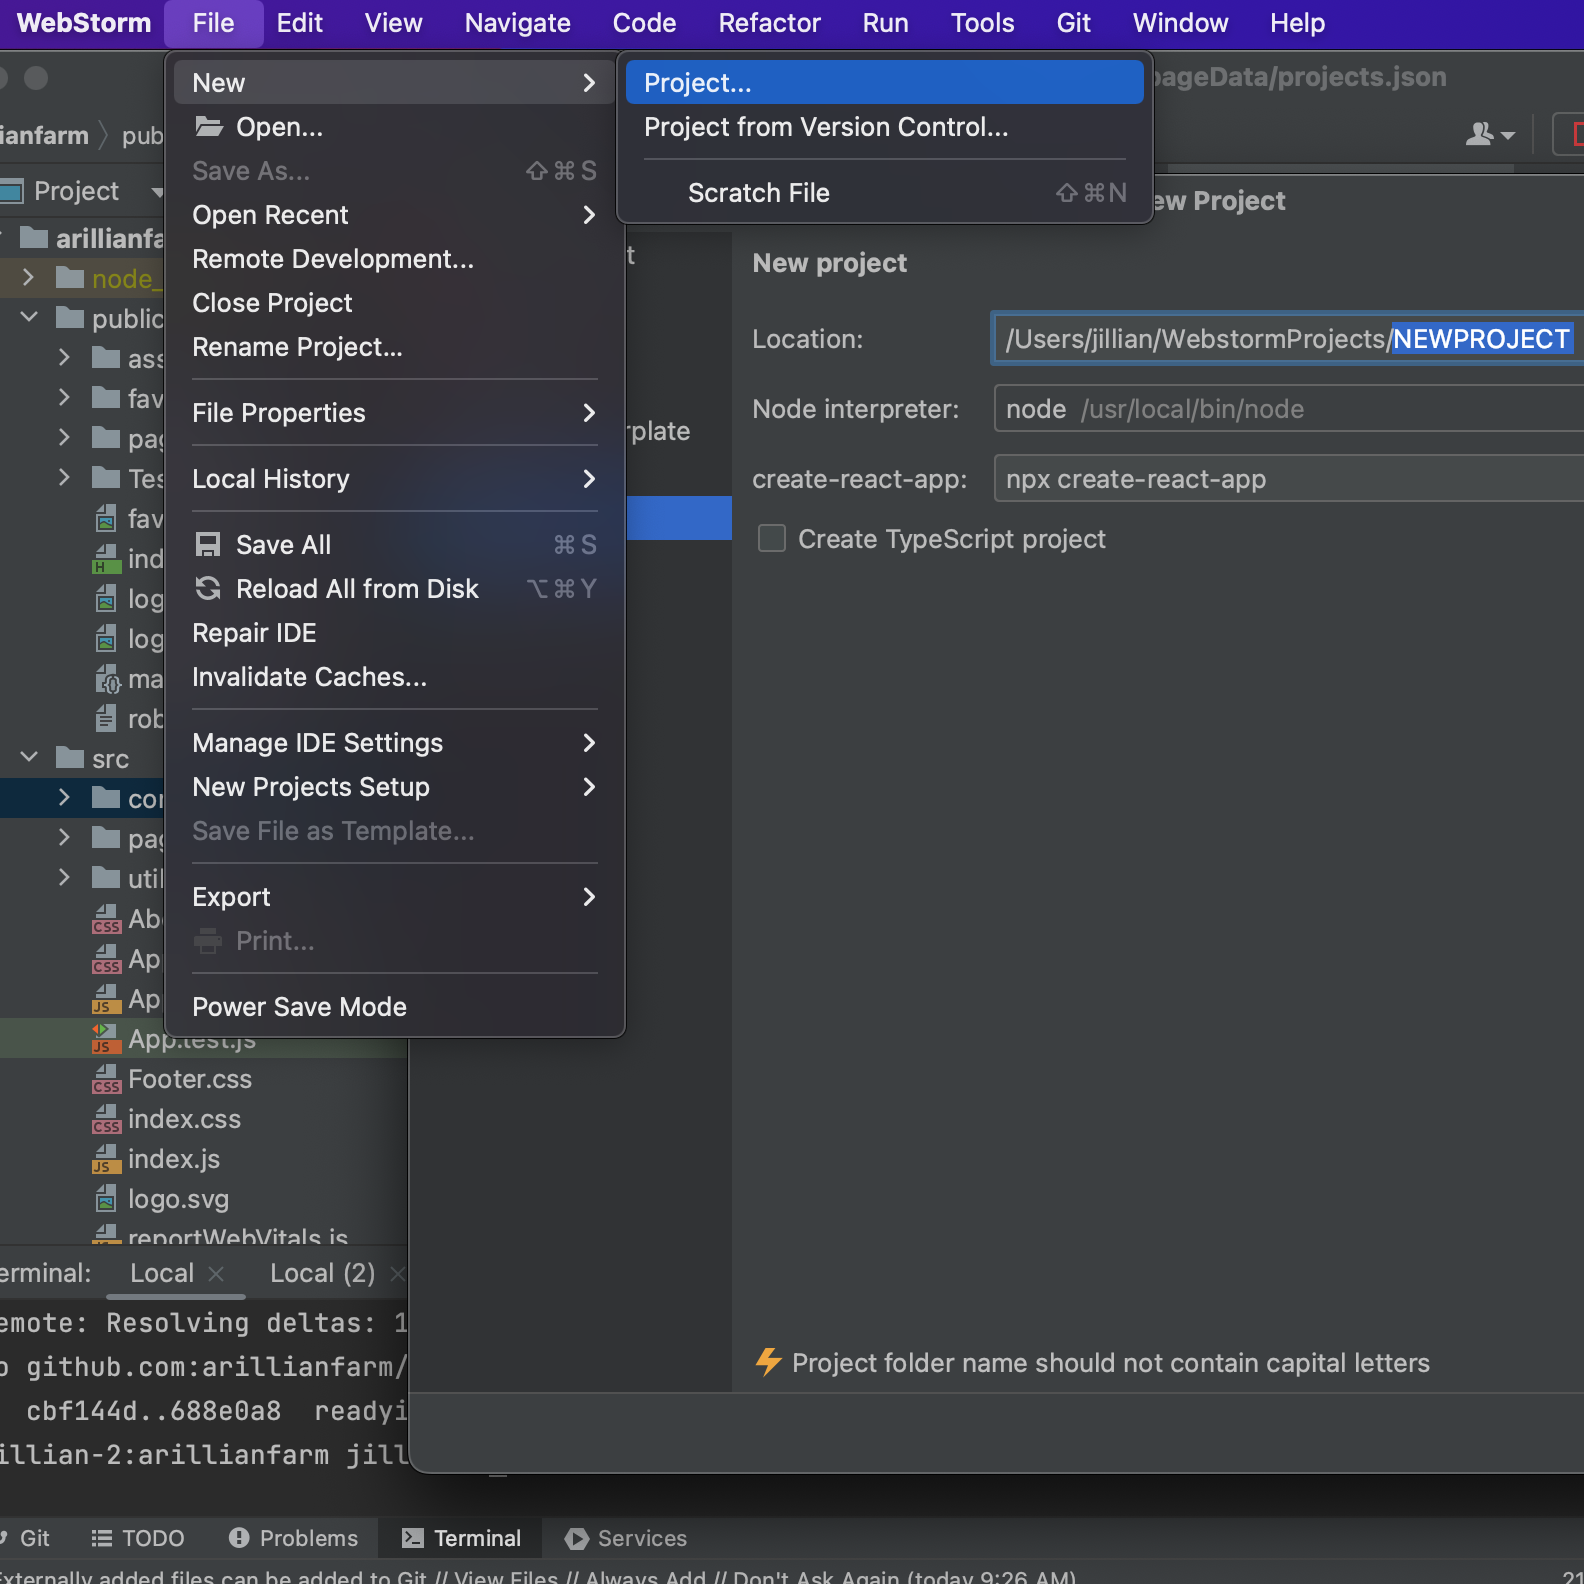 WebStorm File Edit View Navigate Code Refactor Run Tools Git Window Help
pageData/projects.json
ianfarm pub
Project
arillianfa
node_
public
ass
fav
pag
Tes
fav
ind
log
log
ma
rob
src
cor
pag
util
Abo
Ap
Ap
App.test.js
Footer.css
index.css
index.js
logo.svg
reportWebVitals.js
New
Open...
Save As... ⇧⌘S
Open Recent
Remote Development...
Close Project
Rename Project...
File Properties
Local History
Save All ⌘S
Reload All from Disk ⌥⌘Y
Repair IDE
Invalidate Caches...
Manage IDE Settings
New Projects Setup
Save File as Template...
Export
Print...
Power Save Mode
Project...
Project from Version Control...
Scratch File ⇧⌘N
ew Project
t
rplate
New project
Location: /Users/jillian/WebstormProjects/NEWPROJECT
Node interpreter: node /usr/local/bin/node
create-react-app: npx create-react-app
Create TypeScript project
Project folder name should not contain capital letters
erminal: Local × Local (2) ×
emote: Resolving deltas: 1
o github.com:arillianfarm/
cbf144d..688e0a8 readyi
illian-2:arillianfarm jill
Git TODO Problems Terminal Services
Externally added files can be added to Git // View Files // Always Add // Don't Ask Again (today 9:26 AM)
21